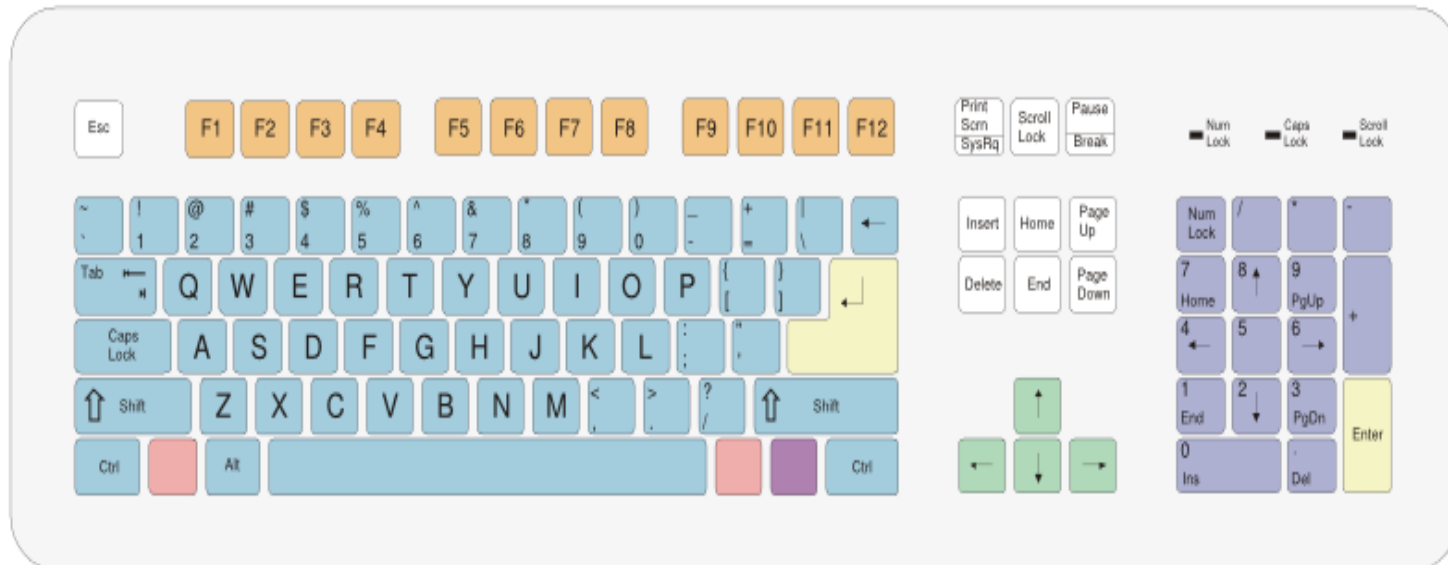 Esc F1 F2 F3 F4 F5 F6 F7 F8 F9 F10 F11 F12
Print
Scrn
SysRq
Scroll
Lock
Pause
Break
Num
Lock
Caps
Lock
Scroll
Lock
~ ! @ # $ % ^ & * ( ) _ + |
` 1 2 3 4 5 6 7 8 9 0 - = \ ←
Insert Home Page
Up
Num
Lock
/ * -
Tab Q W E R T Y U I O P { }
[ ]
Delete End Page
Down
7 8 ↑ 9
Home PgUp
+
Caps
Lock
A S D F G H J K L : "
; '
4 5 6
← →
⇧ Shift Z X C V B N M < > ? ⇧ Shift
, . /
↑
1 2 3
End ↓ PgDn
Enter
Ctrl Alt Ctrl
← ↓ →
0 .
Ins Del